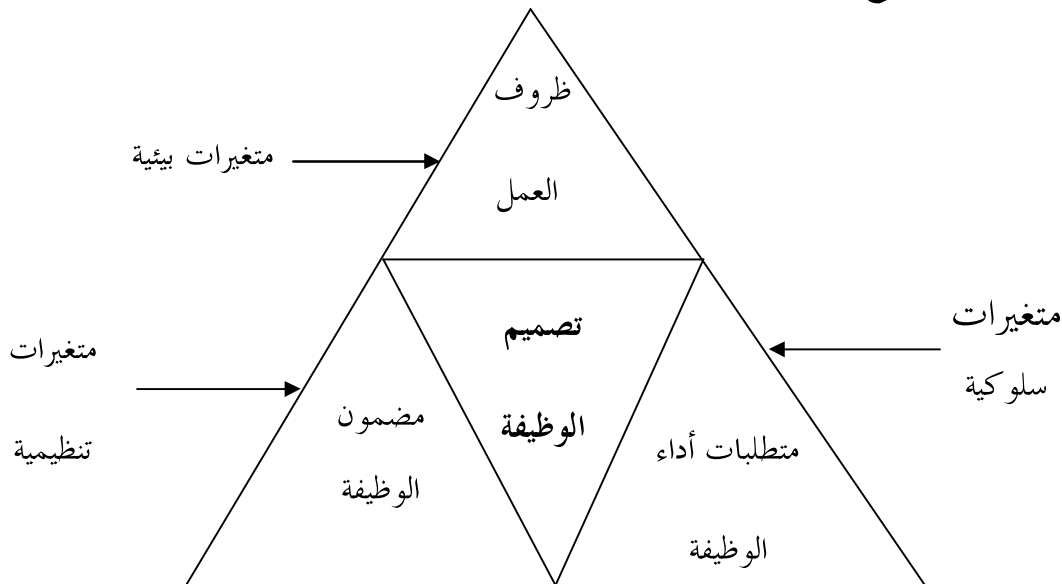 ظروف
العمل
متغيرات بيئية
متغيرات
سلوكية
تصميم
الوظيفة
متغيرات
تنظيمية
متطلبات أداء
الوظيفة
مضمون
الوظيفة